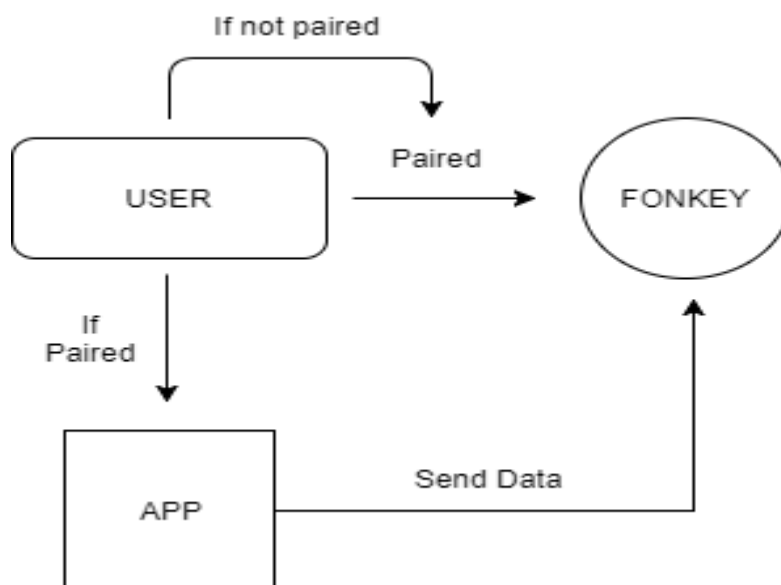 If not paired
Paired
USER
FONKEY
If
Paired
Send Data
APP